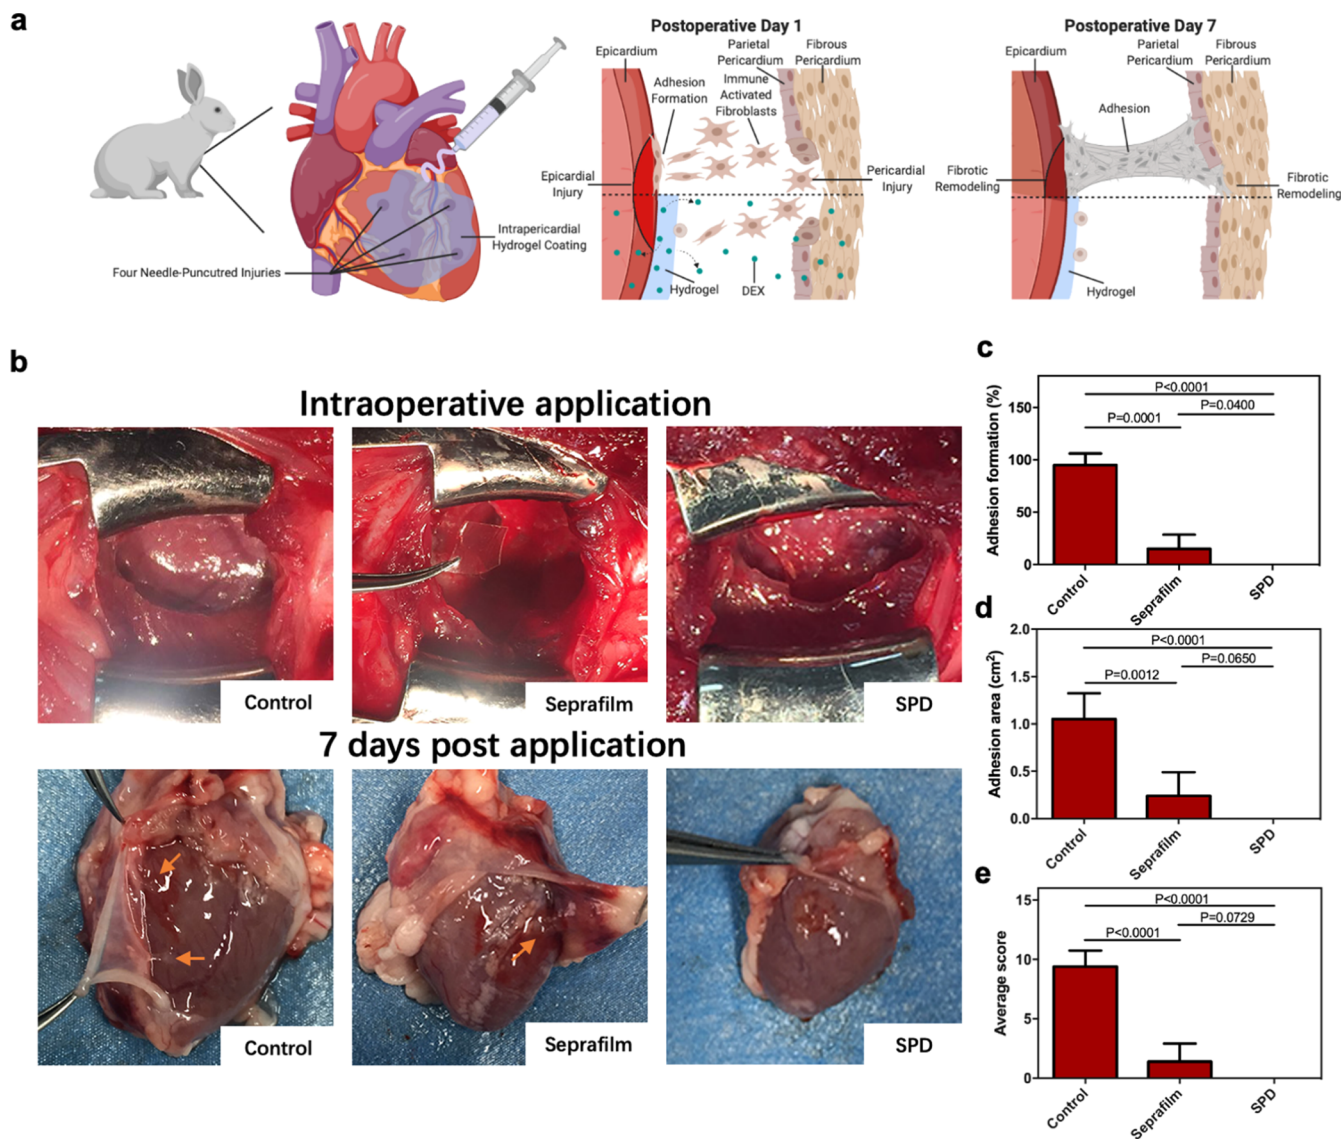 a
Postoperative Day 1
Epicardium
Parietal
Pericardium
Fibrous
Pericardium
Adhesion
Formation
Immune
Activated
Fibroblasts
Epicardial
Injury
Pericardial
Injury
Intrapericardial
Hydrogel Coating
Four Needle-Puncutred Injuries
Hydrogel
DEX
Postoperative Day 7
Epicardium
Parietal
Pericardium
Fibrous
Pericardium
Adhesion
Fibrotic
Remodeling
Fibrotic
Remodeling
Hydrogel
b
Intraoperative application
Control
Seprafilm
SPD
7 days post application
Control
Seprafilm
SPD
c
Adhesion formation (%)
150
100
50
0
P<0.0001
P=0.0400
P=0.0001
Control
Seprafilm
SPD
d
Adhesion area (cm²)
2.0
1.5
1.0
0.5
0.0
P<0.0001
P=0.0650
P=0.0012
Control
Seprafilm
SPD
e
Average score
15
10
5
0
P<0.0001
P=0.0729
P<0.0001
Control
Seprafilm
SPD